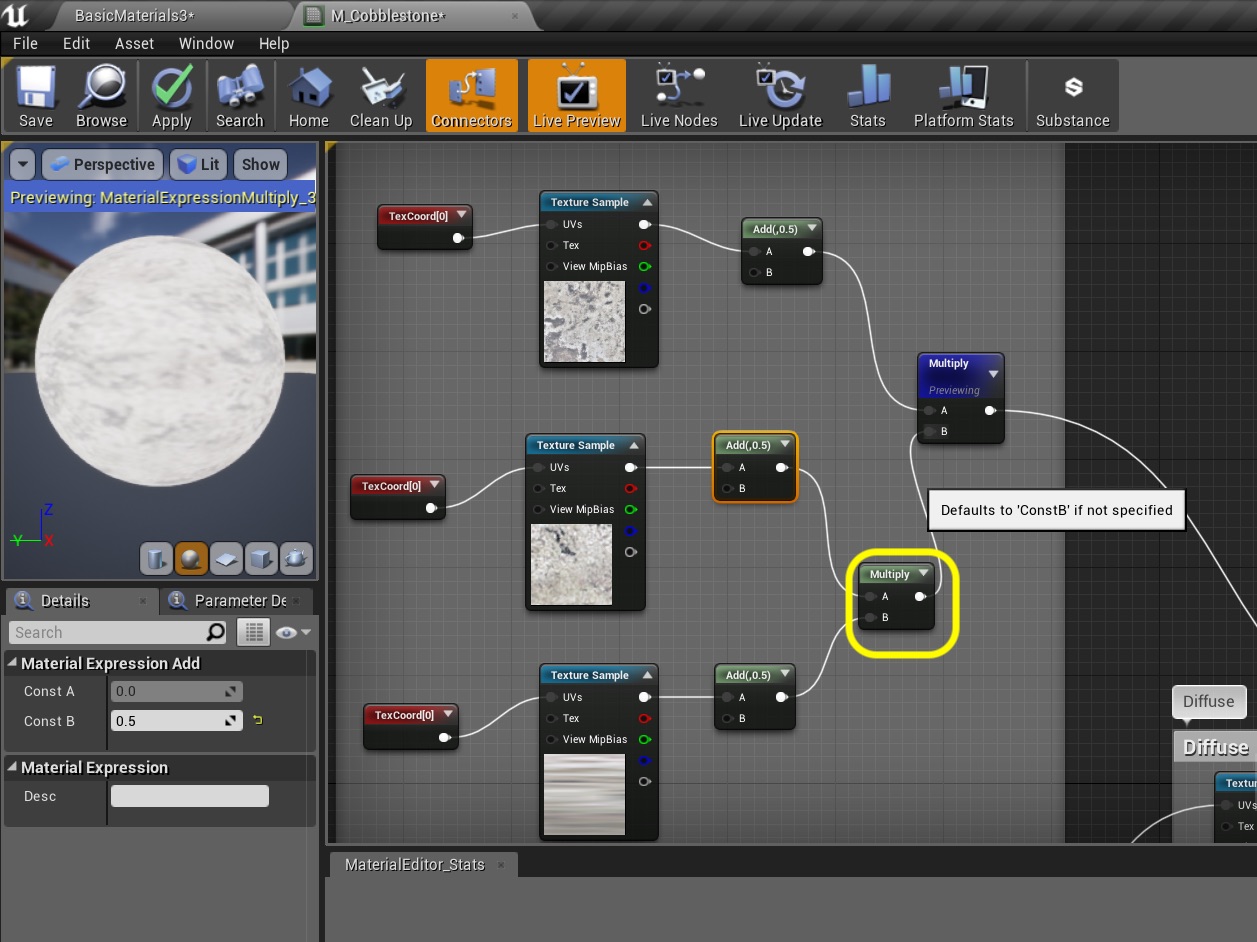 BasicMaterials3*
M_Cobblestone*
File Edit Asset Window Help
Save Browse Apply Search Home Clean Up Connectors Live Preview Live Nodes Live Update Stats Platform Stats Substance
Perspective Lit Show
Previewing: MaterialExpressionMultiply_3
Z
Y X
TexCoord[0]
Texture Sample
UVs
Tex
View MipBias
Add(,0.5)
A
B
Multiply
Previewing
A
B
TexCoord[0]
Texture Sample
UVs
Tex
View MipBias
Add(,0.5)
A
B
Defaults to 'ConstB' if not specified
Multiply
A
B
TexCoord[0]
Texture Sample
UVs
Tex
View MipBias
Add(,0.5)
A
B
Diffuse
Diffuse
Textur
UVs
Tex
Details
Parameter De
Search
Material Expression Add
Const A 0.0
Const B 0.5
Material Expression
Desc
MaterialEditor_Stats